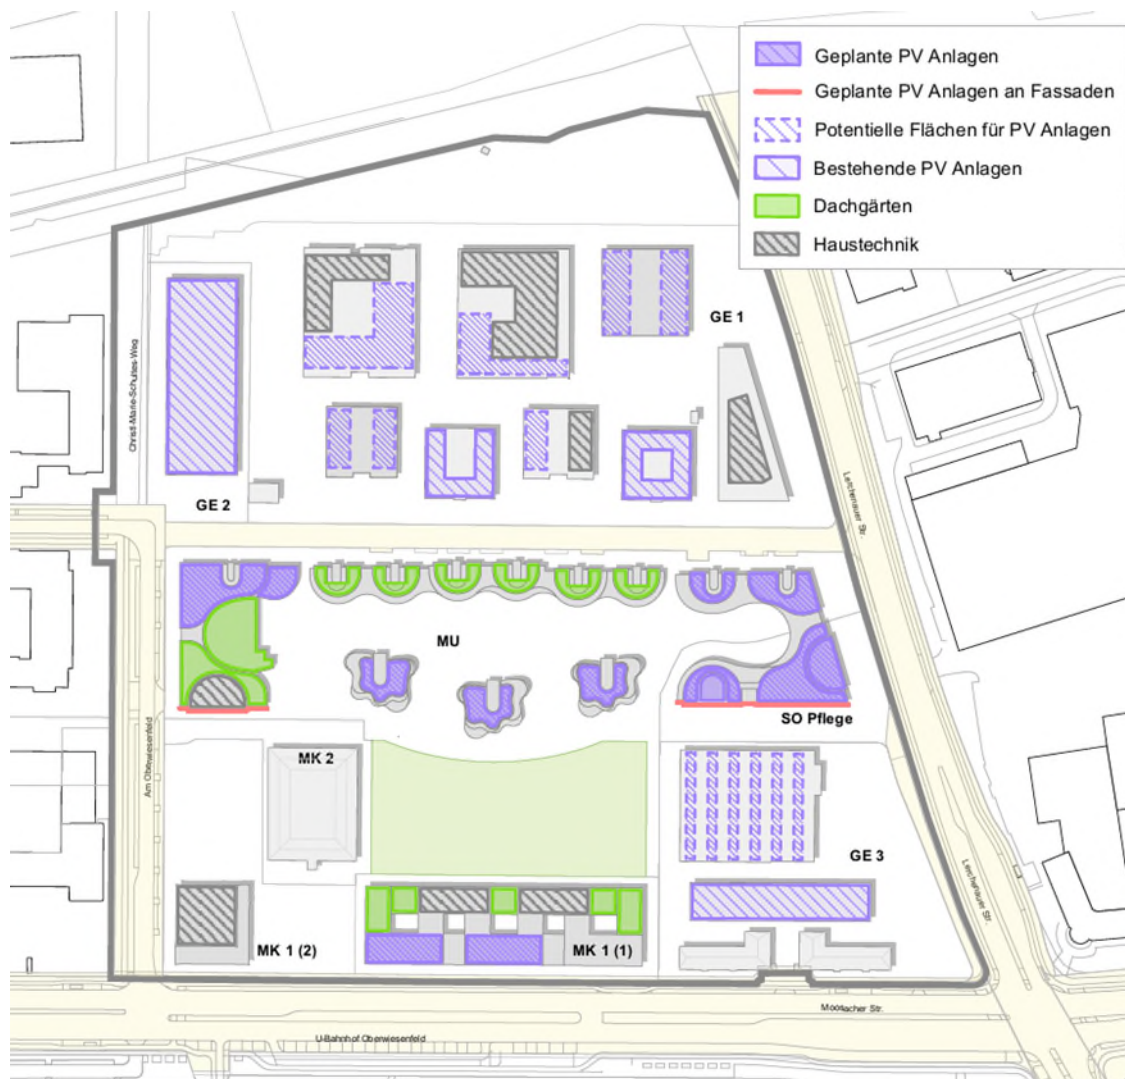 Geplante PV Anlagen
Geplante PV Anlagen an Fassaden
Potentielle Flächen für PV Anlagen
Bestehende PV Anlagen
Dachgärten
Haustechnik
GE 1
Christl-Marie-Schultes-Weg
GE 2
Lerchenauer Str.
MU
SO Pflege
Am Oberwiesenfeld
MK 2
GE 3
Lerchenauer Str.
MK 1 (2)
MK 1 (1)
Moosacher Str.
U-Bahnhof Oberwiesenfeld